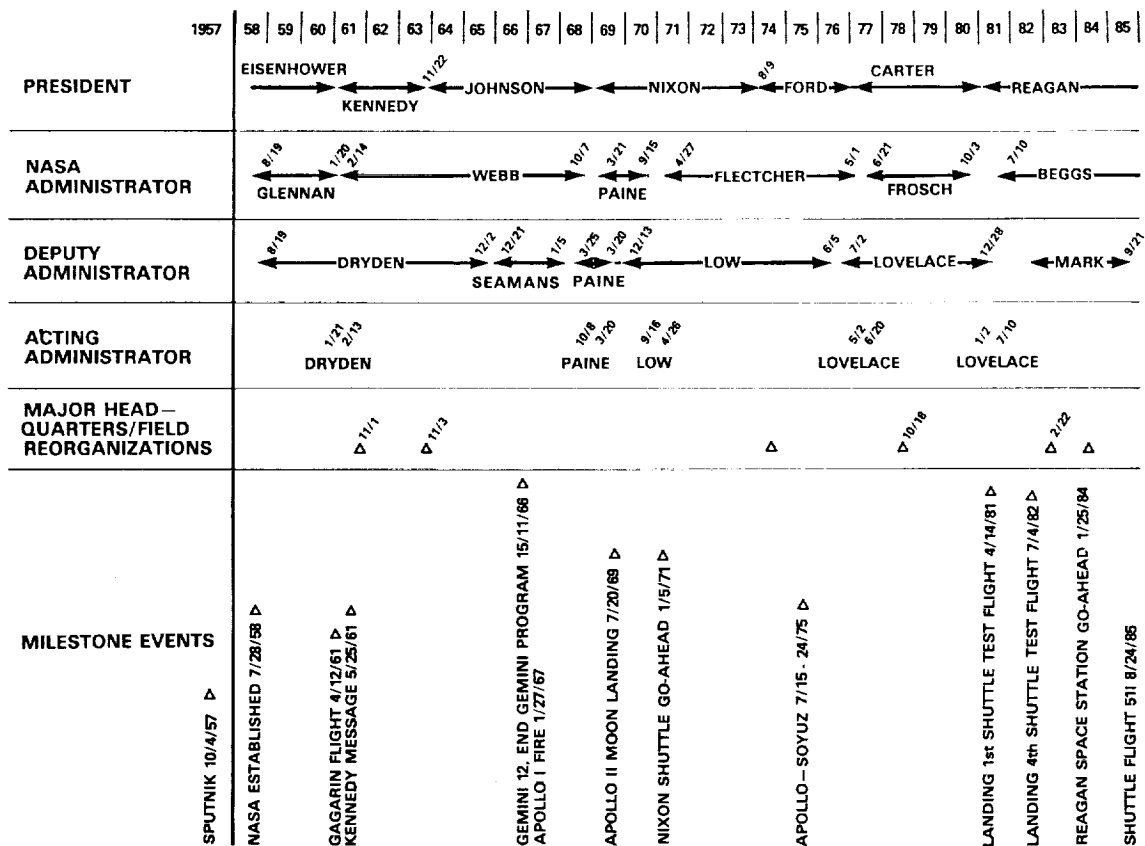 1957 58 59 60 61 62 63 64 65 66 67 68 69 70 71 72 73 74 75 76 77 78 79 80 81 82 83 84 85
PRESIDENT
EISENHOWER KENNEDY 11/22 JOHNSON NIXON 8/9 FORD CARTER REAGAN
NASA
ADMINISTRATOR
8/19 1/20 2/14 10/7 3/21 9/15 4/27 5/1 6/21 10/3 7/10
GLENNAN WEBB PAINE FLECTCHER FROSCH BEGGS
DEPUTY
ADMINISTRATOR
8/19 12/2 12/21 1/5 3/25 3/20 12/13 6/5 7/2 12/28 9/21
DRYDEN SEAMANS PAINE LOW LOVELACE MARK
ACTING
ADMINISTRATOR
1/21 2/13 10/8 3/20 9/16 4/26 5/2 6/20 1/2 7/10
DRYDEN PAINE LOW LOVELACE LOVELACE
MAJOR HEAD–
QUARTERS/FIELD
REORGANIZATIONS
11/1 11/3 10/18 2/22
MILESTONE EVENTS
SPUTNIK 10/4/57
NASA ESTABLISHED 7/28/58
GAGARIN FLIGHT 4/12/61
KENNEDY MESSAGE 5/25/61
GEMINI 12, END GEMINI PROGRAM 15/11/66
APOLLO I FIRE 1/27/67
APOLLO II MOON LANDING 7/20/69
NIXON SHUTTLE GO-AHEAD 1/5/71
APOLLO–SOYUZ 7/15 - 24/75
LANDING 1st SHUTTLE TEST FLIGHT 4/14/81
LANDING 4th SHUTTLE TEST FLIGHT 7/4/82
REAGAN SPACE STATION GO-AHEAD 1/25/84
SHUTTLE FLIGHT 51I 8/24/85